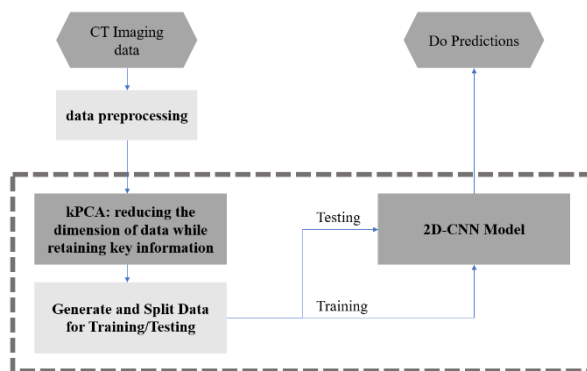 CT Imaging
data
Do Predictions
data preprocessing
kPCA: reducing the
dimension of data while
retaining key information
Testing
2D-CNN Model
Generate and Split Data
for Training/Testing
Training